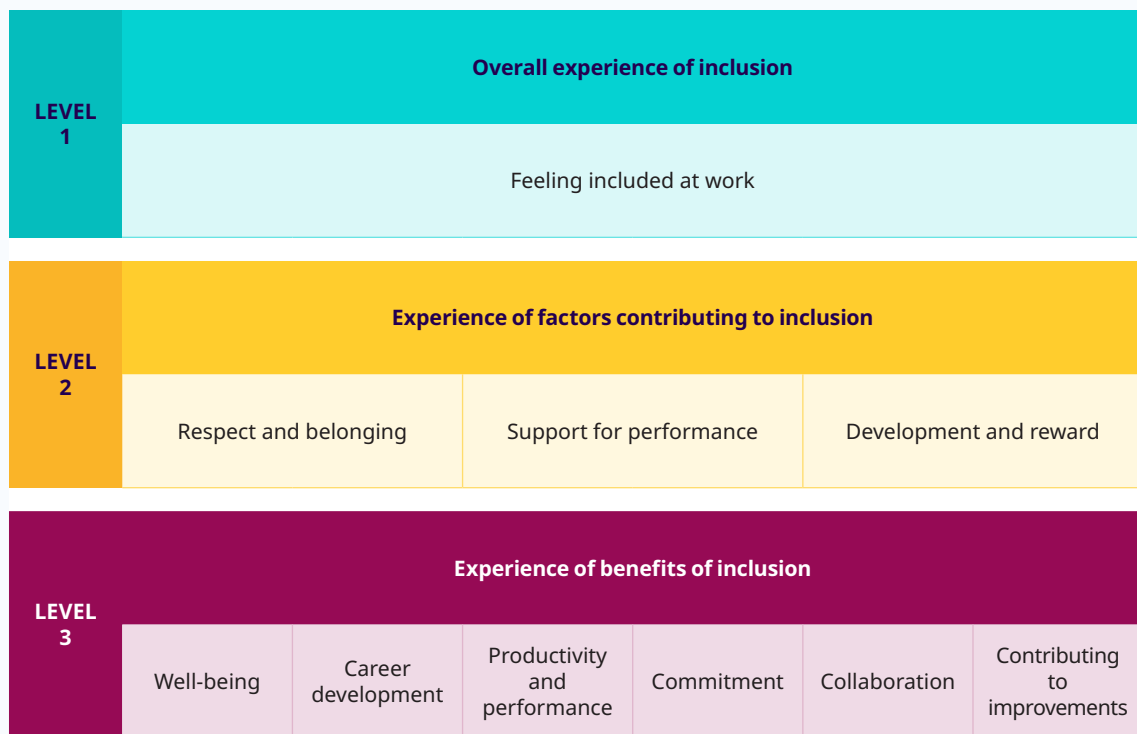 LEVEL
1
Overall experience of inclusion
Feeling included at work
LEVEL
2
Experience of factors contributing to inclusion
Respect and belonging
Support for performance
Development and reward
LEVEL
3
Experience of benefits of inclusion
Well-being
Career
development
Productivity
and
performance
Commitment
Collaboration
Contributing
to
improvements